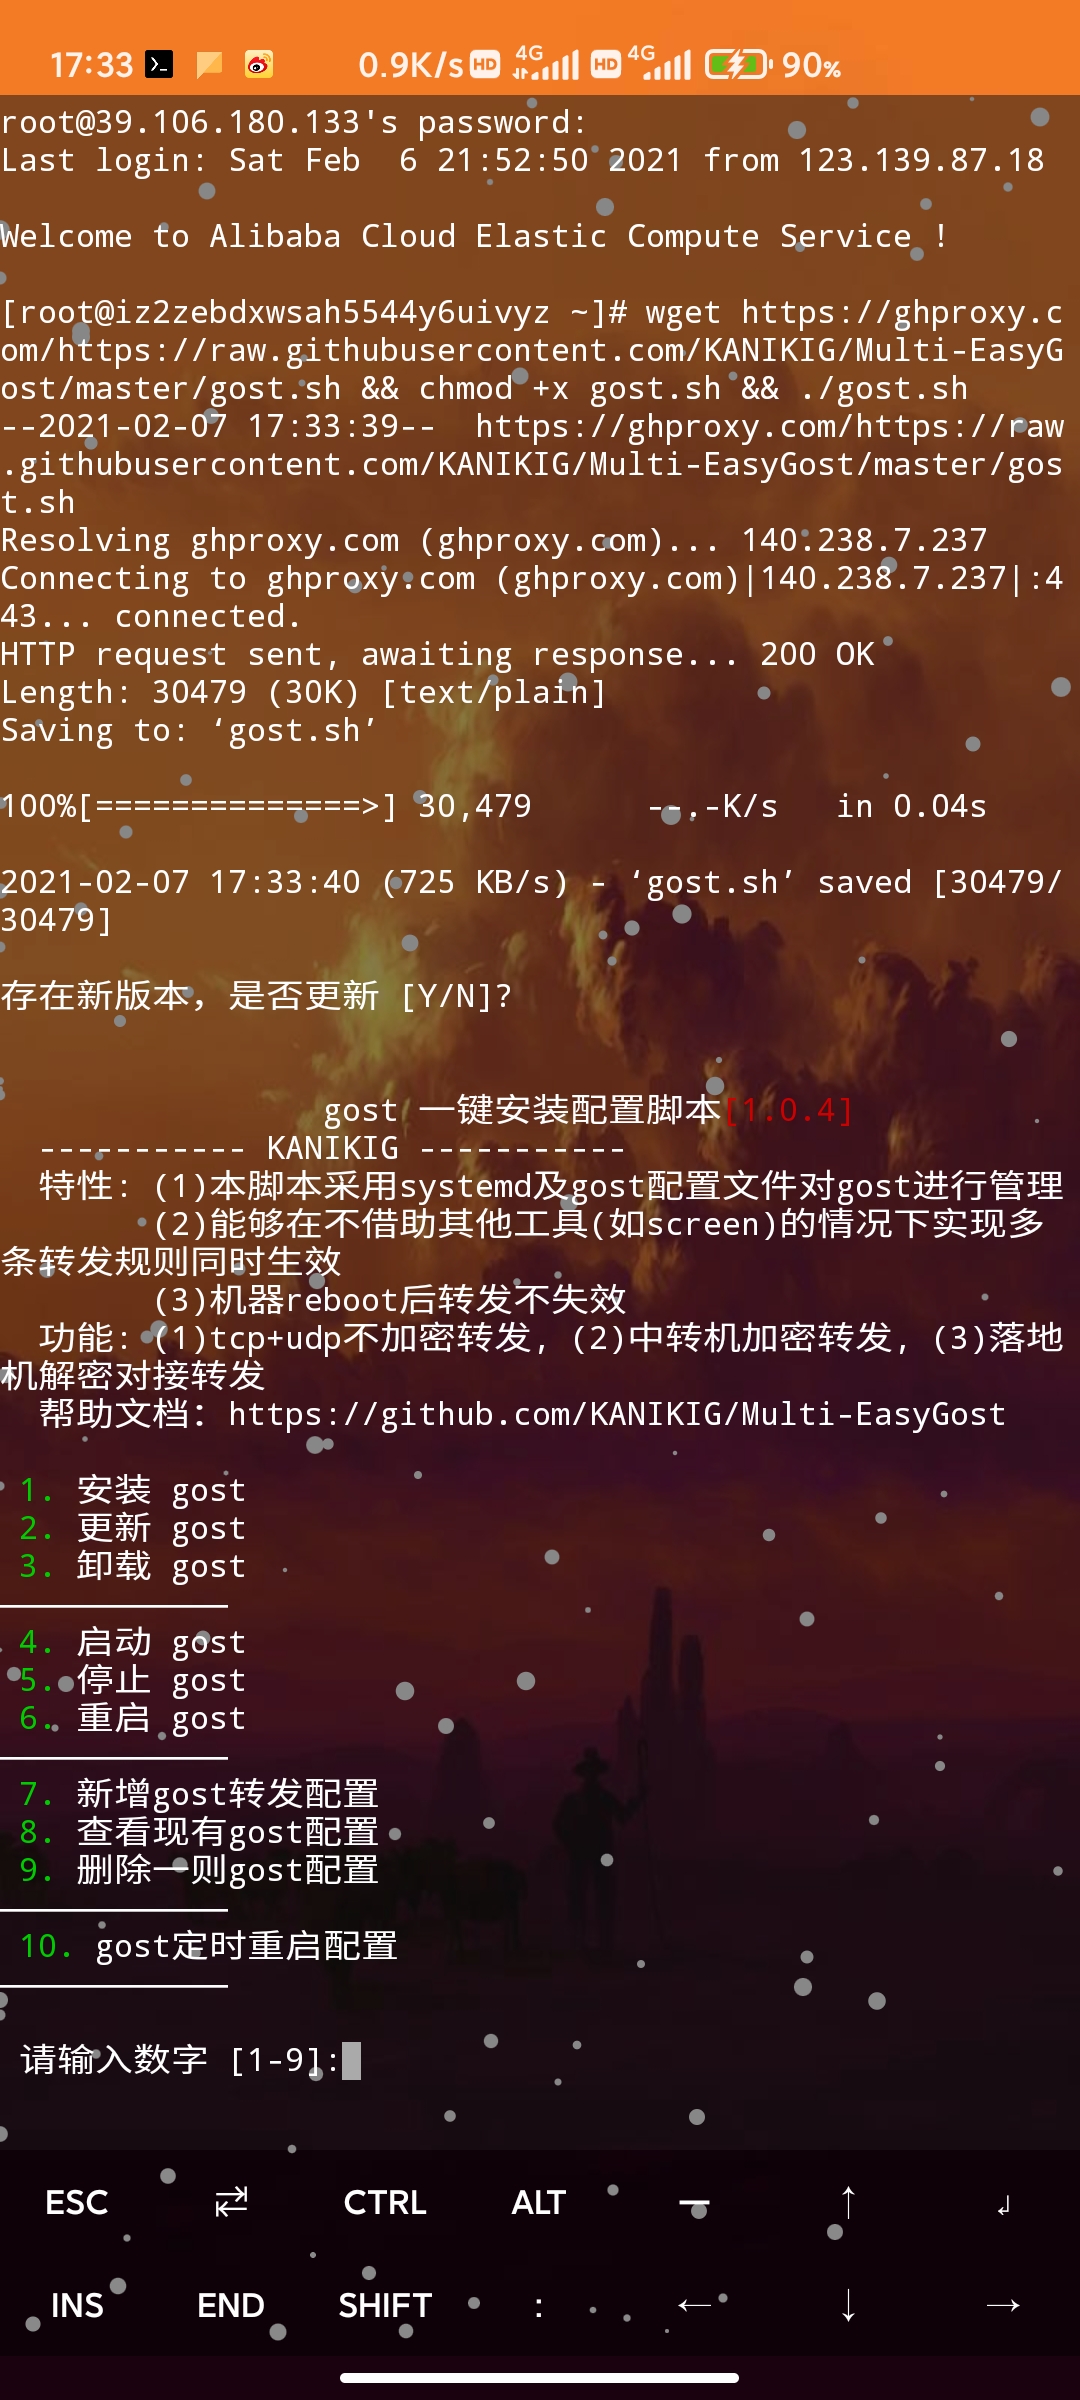 17:33 0.9K/s HD 4G HD 4G 90%
root@39.106.180.133's password:
Last login: Sat Feb  6 21:52:50 2021 from 123.139.87.18
Welcome to Alibaba Cloud Elastic Compute Service !
[root@iz2zebdxwsah5544y6uivyz ~]# wget https://ghproxy.c
om/https://raw.githubusercontent.com/KANIKIG/Multi-EasyG
ost/master/gost.sh && chmod +x gost.sh && ./gost.sh
--2021-02-07 17:33:39--  https://ghproxy.com/https://raw
.githubusercontent.com/KANIKIG/Multi-EasyGost/master/gos
t.sh
Resolving ghproxy.com (ghproxy.com)... 140.238.7.237
Connecting to ghproxy.com (ghproxy.com)|140.238.7.237|:4
43... connected.
HTTP request sent, awaiting response... 200 OK
Length: 30479 (30K) [text/plain]
Saving to: ‘gost.sh’
100%[==============>] 30,479      --.-K/s   in 0.04s
2021-02-07 17:33:40 (725 KB/s) - ‘gost.sh’ saved [30479/
30479]
存在新版本，是否更新 [Y/N]?
gost 一键安装配置脚本[1.0.4]
----------- KANIKIG -----------
特性: (1)本脚本采用systemd及gost配置文件对gost进行管理
(2)能够在不借助其他工具(如screen)的情况下实现多
条转发规则同时生效
(3)机器reboot后转发不失效
功能: (1)tcp+udp不加密转发, (2)中转机加密转发, (3)落地
机解密对接转发
帮助文档：https://github.com/KANIKIG/Multi-EasyGost
1. 安装 gost
2. 更新 gost
3. 卸载 gost
————————————
4. 启动 gost
5. 停止 gost
6. 重启 gost
————————————
7. 新增gost转发配置
8. 查看现有gost配置
9. 删除一则gost配置
————————————
10. gost定时重启配置
————————————
请输入数字 [1-9]:
ESC ⇄ CTRL ALT — ↑ ↲
INS END SHIFT : ← ↓ →